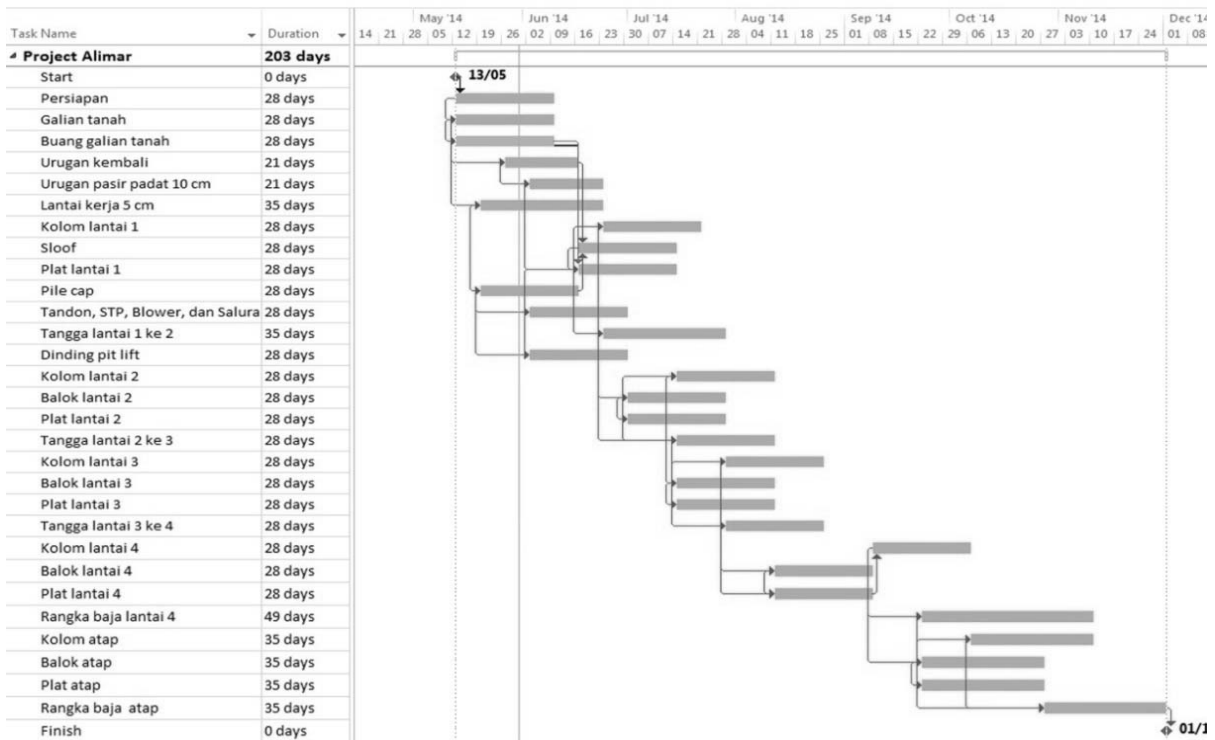 May '14 Jun '14 Jul '14 Aug '14 Sep '14 Oct '14 Nov '14 Dec '14
Task Name Duration 14 21 28 05 12 19 26 02 09 16 23 30 07 14 21 28 04 11 18 25 01 08 15 22 29 06 13 20 27 03 10 17 24 01 08
Project Alimar 203 days
Start 0 days 13/05
Persiapan 28 days
Galian tanah 28 days
Buang galian tanah 28 days
Urugan kembali 21 days
Urugan pasir padat 10 cm 21 days
Lantai kerja 5 cm 35 days
Kolom lantai 1 28 days
Sloof 28 days
Plat lantai 1 28 days
Pile cap 28 days
Tandon, STP, Blower, dan Salura 28 days
Tangga lantai 1 ke 2 35 days
Dinding pit lift 28 days
Kolom lantai 2 28 days
Balok lantai 2 28 days
Plat lantai 2 28 days
Tangga lantai 2 ke 3 28 days
Kolom lantai 3 28 days
Balok lantai 3 28 days
Plat lantai 3 28 days
Tangga lantai 3 ke 4 28 days
Kolom lantai 4 28 days
Balok lantai 4 28 days
Plat lantai 4 28 days
Rangka baja lantai 4 49 days
Kolom atap 35 days
Balok atap 35 days
Plat atap 35 days
Rangka baja atap 35 days
Finish 0 days 01/1